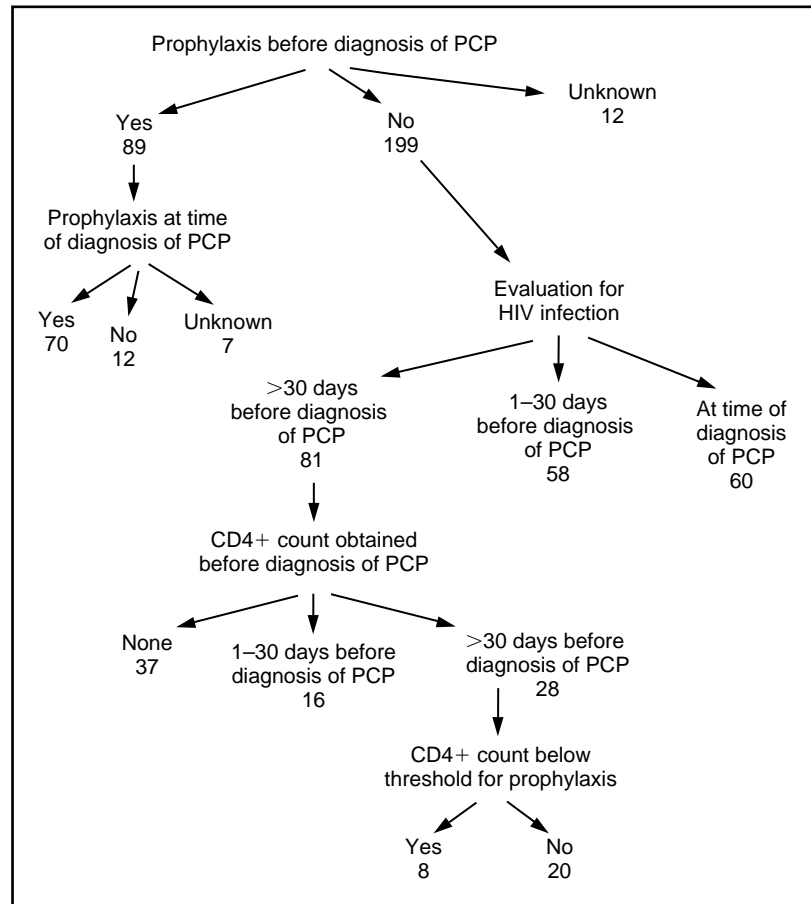 Prophylaxis before diagnosis of PCP
Unknown
12
Yes
89
No
199
Prophylaxis at time
of diagnosis of PCP
Yes
70
No
12
Unknown
7
Evaluation for
HIV infection
>30 days
before diagnosis
of PCP
81
1–30 days
before diagnosis
of PCP
58
At time of
diagnosis
of PCP
60
CD4+ count obtained
before diagnosis of PCP
None
37
1–30 days before
diagnosis of PCP
16
>30 days before
diagnosis of PCP
28
CD4+ count below
threshold for prophylaxis
Yes
8
No
20